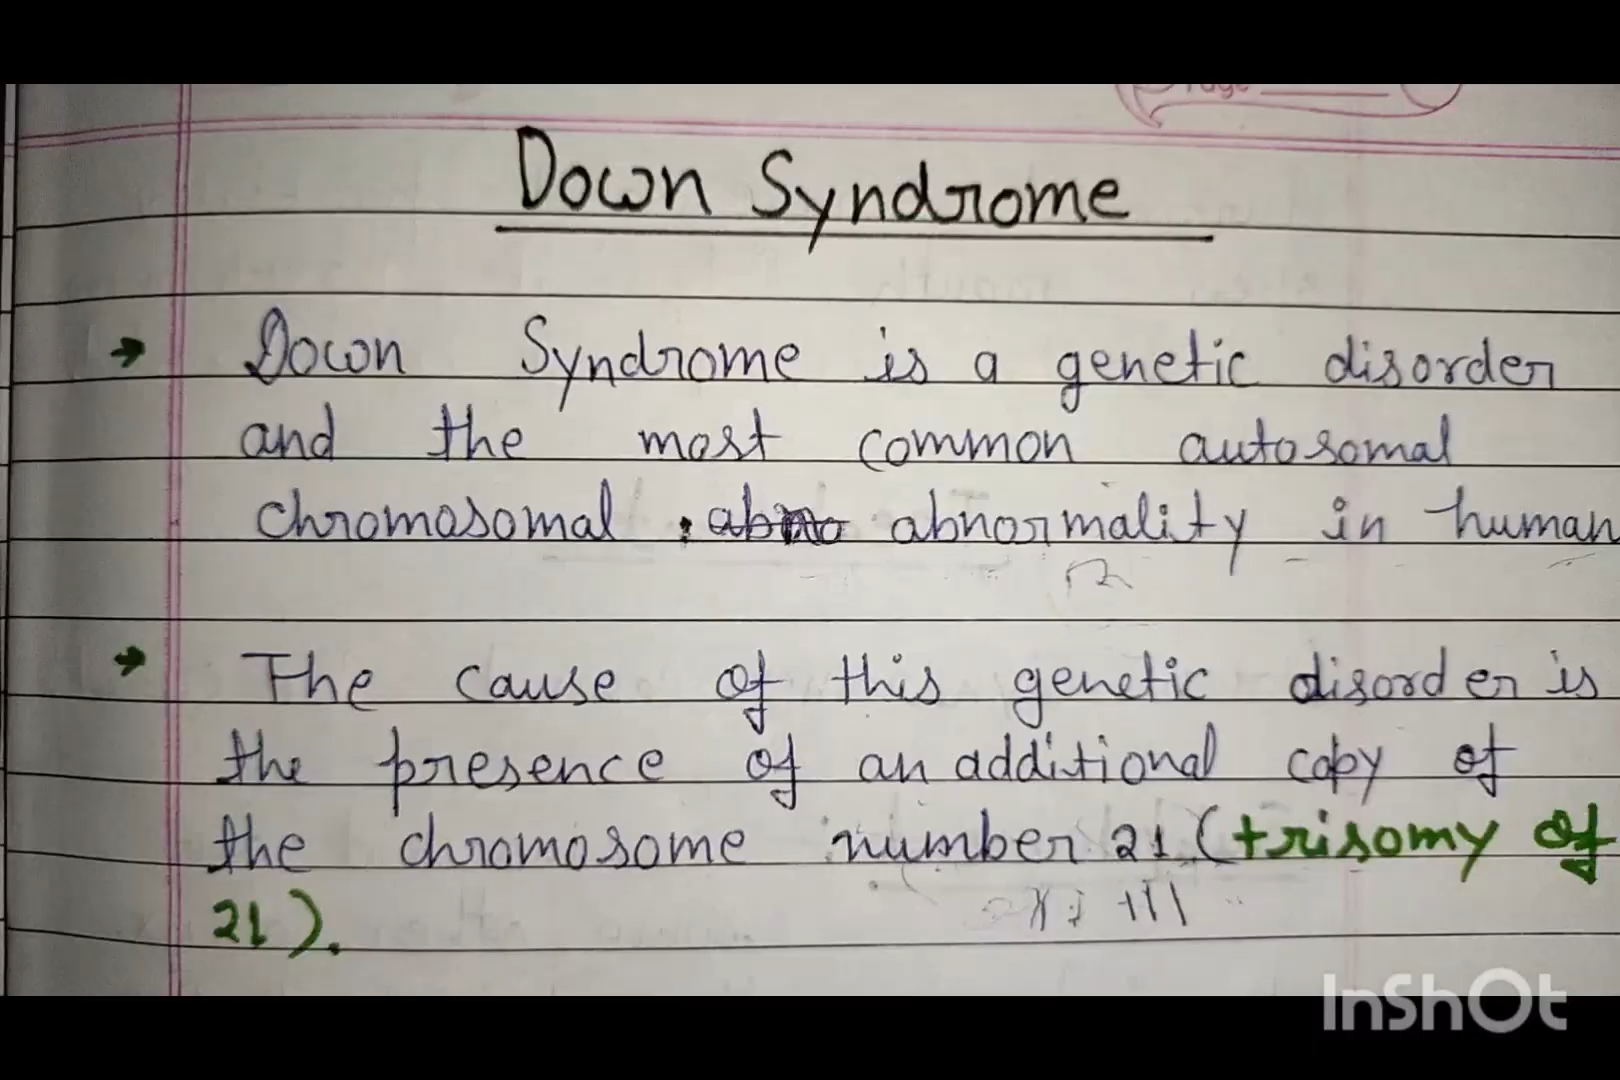 Down Syndrome
→ Down Syndrome is a genetic disorder
and the most common autosomal
chromosomal abnormality in human
→ The cause of this genetic disorder is
the presence of an additional copy of
the chromosome number 21 (trisomy of
21).
InShOt